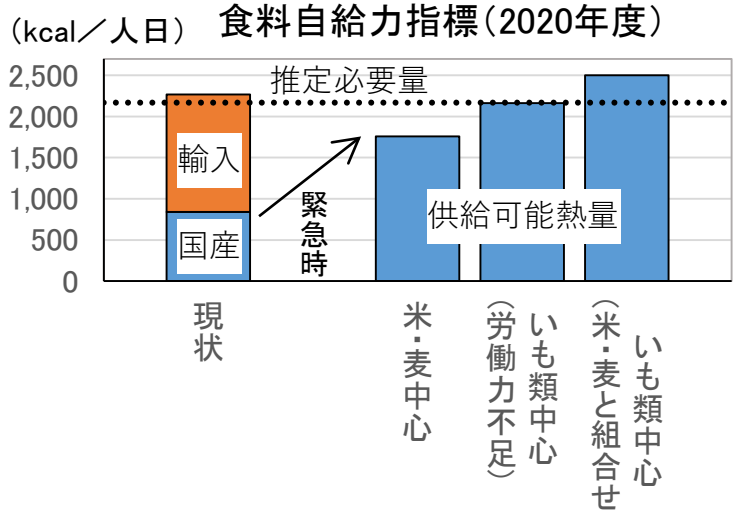 （kcal／人日）
食料自給力指標（2020年度）
2,500
2,000
1,500
1,000
500
0
推定必要量
輸入
国産
緊急時
供給可能熱量
現状
米・麦中心
いも類中心
（労働力不足）
いも類中心
（米・麦と組合せ